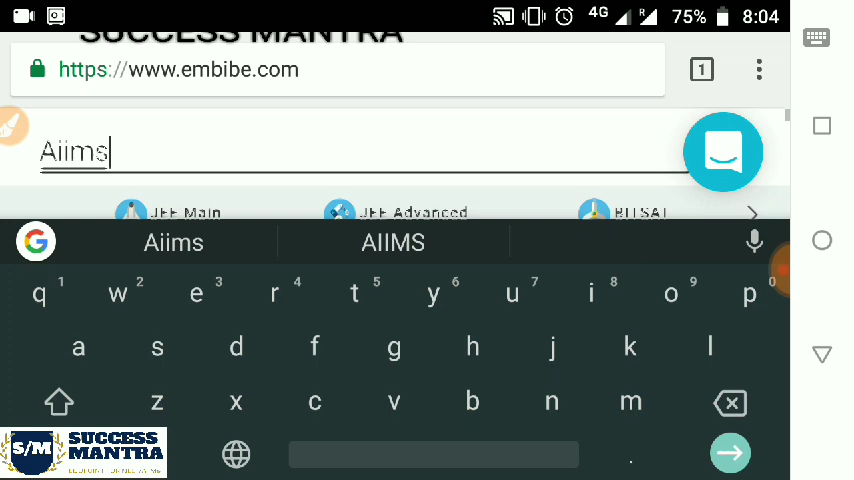 4G R 75% 8:04
SUCCESS MANTRA
https://www.embibe.com 1
Aiims
JEE Main JEE Advanced BITSAT
G Aiims AIIMS
q 1 w 2 e 3 r 4 t 5 y 6 u 7 i 8 o 9 p 0
a s d f g h j k l
z x c v b n m
.
S/M SUCCESS
MANTRA